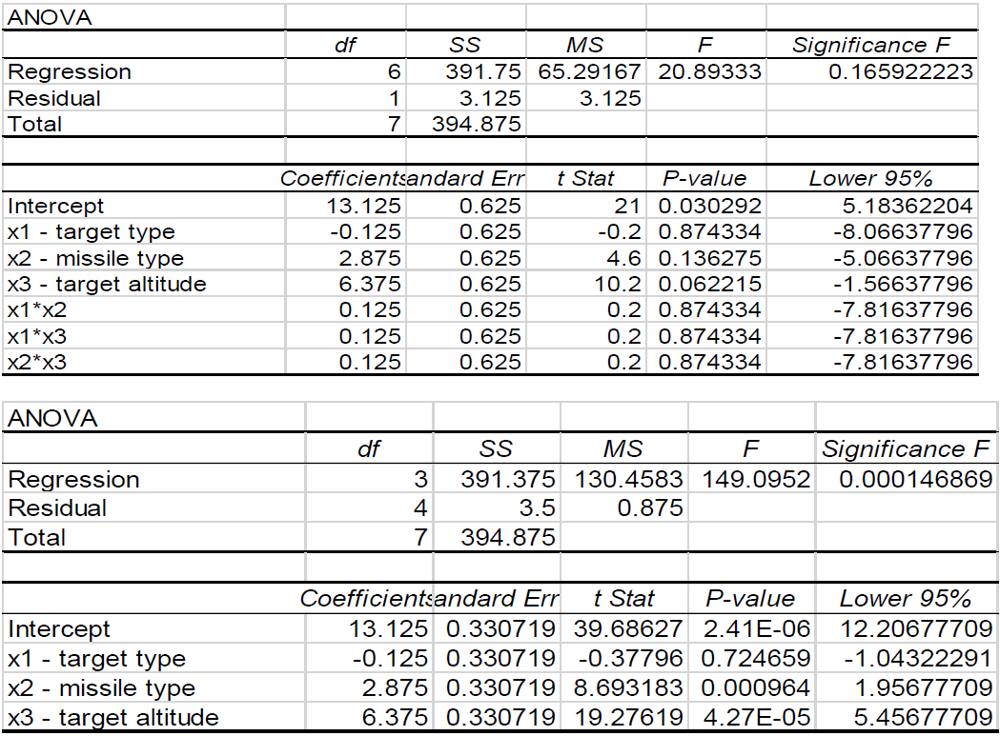 ANOVA
df SS MS F Significance F
Regression 6 391.75 65.29167 20.89333 0.165922223
Residual 1 3.125 3.125
Total 7 394.875
Coefficients andard Err t Stat P-value Lower 95%
Intercept 13.125 0.625 21 0.030292 5.18362204
x1 - target type -0.125 0.625 -0.2 0.874334 -8.06637796
x2 - missile type 2.875 0.625 4.6 0.136275 -5.06637796
x3 - target altitude 6.375 0.625 10.2 0.062215 -1.56637796
x1*x2 0.125 0.625 0.2 0.874334 -7.81637796
x1*x3 0.125 0.625 0.2 0.874334 -7.81637796
x2*x3 0.125 0.625 0.2 0.874334 -7.81637796
ANOVA
df SS MS F Significance F
Regression 3 391.375 130.4583 149.0952 0.000146869
Residual 4 3.5 0.875
Total 7 394.875
Coefficients andard Err t Stat P-value Lower 95%
Intercept 13.125 0.330719 39.68627 2.41E-06 12.20677709
x1 - target type -0.125 0.330719 -0.37796 0.724659 -1.04322291
x2 - missile type 2.875 0.330719 8.693183 0.000964 1.95677709
x3 - target altitude 6.375 0.330719 19.27619 4.27E-05 5.45677709